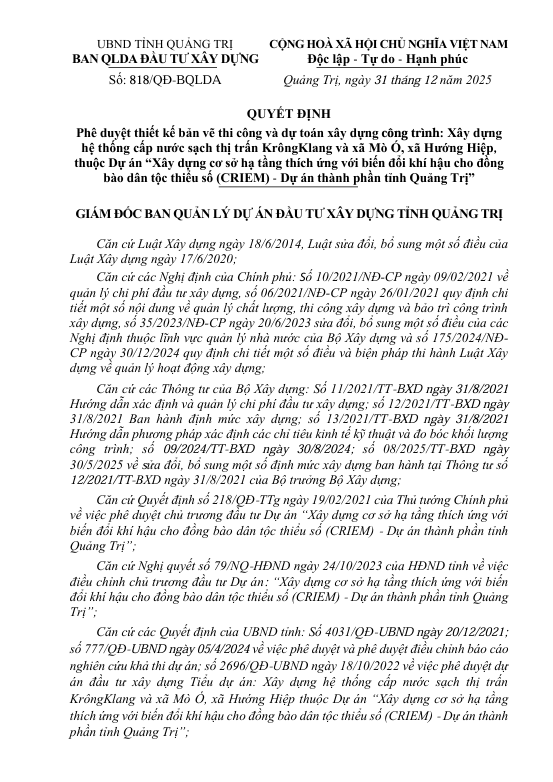 UBND TỈNH QUẢNG TRỊ
BAN QLDA ĐẦU TƯ XÂY DỰNG
Số: 818/QĐ-BQLDA
CỘNG HOÀ XÃ HỘI CHỦ NGHĨA VIỆT NAM
Độc lập - Tự do - Hạnh phúc
Quảng Trị, ngày 31 tháng 12 năm 2025
QUYẾT ĐỊNH
Phê duyệt thiết kế bản vẽ thi công và dự toán xây dựng công trình: Xây dựng
hệ thống cấp nước sạch thị trấn KrôngKlang và xã Mò Ó, xã Hướng Hiệp,
thuộc Dự án “Xây dựng cơ sở hạ tầng thích ứng với biến đổi khí hậu cho đồng
bào dân tộc thiểu số (CRIEM) - Dự án thành phần tỉnh Quảng Trị”
GIÁM ĐỐC BAN QUẢN LÝ DỰ ÁN ĐẦU TƯ XÂY DỰNG TỈNH QUẢNG TRỊ
Căn cứ Luật Xây dựng ngày 18/6/2014, Luật sửa đổi, bổ sung một số điều của
Luật Xây dựng ngày 17/6/2020;
Căn cứ các Nghị định của Chính phủ: Số 10/2021/NĐ-CP ngày 09/02/2021 về
quản lý chi phí đầu tư xây dựng, số 06/2021/NĐ-CP ngày 26/01/2021 quy định chi
tiết một số nội dung về quản lý chất lượng, thi công xây dựng và bảo trì công trình
xây dựng, số 35/2023/NĐ-CP ngày 20/6/2023 sửa đổi, bổ sung một số điều của các
Nghị định thuộc lĩnh vực quản lý nhà nước của Bộ Xây dựng và số 175/2024/NĐ-
CP ngày 30/12/2024 quy định chi tiết một số điều và biện pháp thi hành Luật Xây
dựng về quản lý hoạt động xây dựng;
Căn cứ các Thông tư của Bộ Xây dựng: Số 11/2021/TT-BXD ngày 31/8/2021
Hướng dẫn xác định và quản lý chi phí đầu tư xây dựng; số 12/2021/TT-BXD ngày
31/8/2021 Ban hành định mức xây dựng; số 13/2021/TT-BXD ngày 31/8/2021
Hướng dẫn phương pháp xác định các chỉ tiêu kinh tế kỹ thuật và đo bóc khối lượng
công trình; số 09/2024/TT-BXD ngày 30/8/2024; số 08/2025/TT-BXD ngày
30/5/2025 về sửa đổi, bổ sung một số định mức xây dựng ban hành tại Thông tư số
12/2021/TT-BXD ngày 31/8/2021 của Bộ trưởng Bộ Xây dựng;
Căn cứ Quyết định số 218/QĐ-TTg ngày 19/02/2021 của Thủ tướng Chính phủ
về việc phê duyệt chủ trương đầu tư Dự án “Xây dựng cơ sở hạ tầng thích ứng với
biến đổi khí hậu cho đồng bào dân tộc thiểu số (CRIEM) - Dự án thành phần tỉnh
Quảng Trị”;
Căn cứ Nghị quyết số 79/NQ-HĐND ngày 24/10/2023 của HĐND tỉnh về việc
điều chỉnh chủ trương đầu tư Dự án: “Xây dựng cơ sở hạ tầng thích ứng với biến
đổi khí hậu cho đồng bào dân tộc thiểu số (CRIEM) - Dự án thành phần tỉnh Quảng
Trị”;
Căn cứ các Quyết định của UBND tỉnh: Số 4031/QĐ-UBND ngày 20/12/2021;
số 777/QĐ-UBND ngày 05/4/2024 về việc phê duyệt và phê duyệt điều chỉnh báo cáo
nghiên cứu khả thi dự án; số 2696/QĐ-UBND ngày 18/10/2022 về việc phê duyệt dự
án đầu tư xây dựng Tiểu dự án: Xây dựng hệ thống cấp nước sạch thị trấn
KrôngKlang và xã Mò Ó, xã Hướng Hiệp thuộc Dự án “Xây dựng cơ sở hạ tầng
thích ứng với biến đổi khí hậu cho đồng bào dân tộc thiểu số (CRIEM) - Dự án thành
phần tỉnh Quảng Trị”;